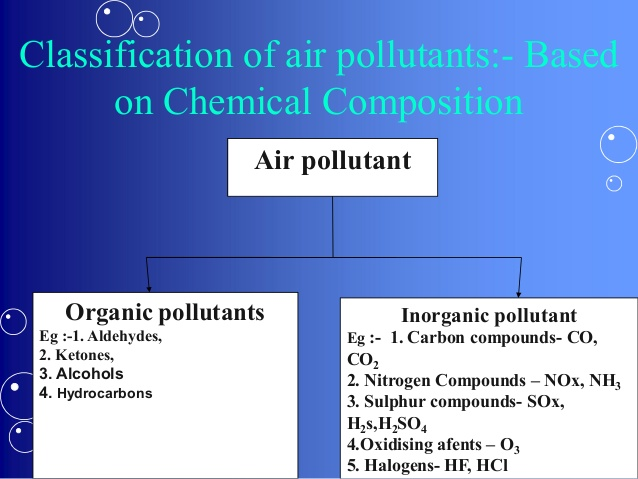 Classification of air pollutants:- Based
on Chemical Composition
Air pollutant
Organic pollutants
Eg :-1. Aldehydes,
2. Ketones,
3. Alcohols
4. Hydrocarbons
Inorganic pollutant
Eg :- 1. Carbon compounds- CO,
CO₂
2. Nitrogen Compounds – NOx, NH₃
3. Sulphur compounds- SOx,
H₂s,H₂SO₄
4.Oxidising afents – O₃
5. Halogens- HF, HCl